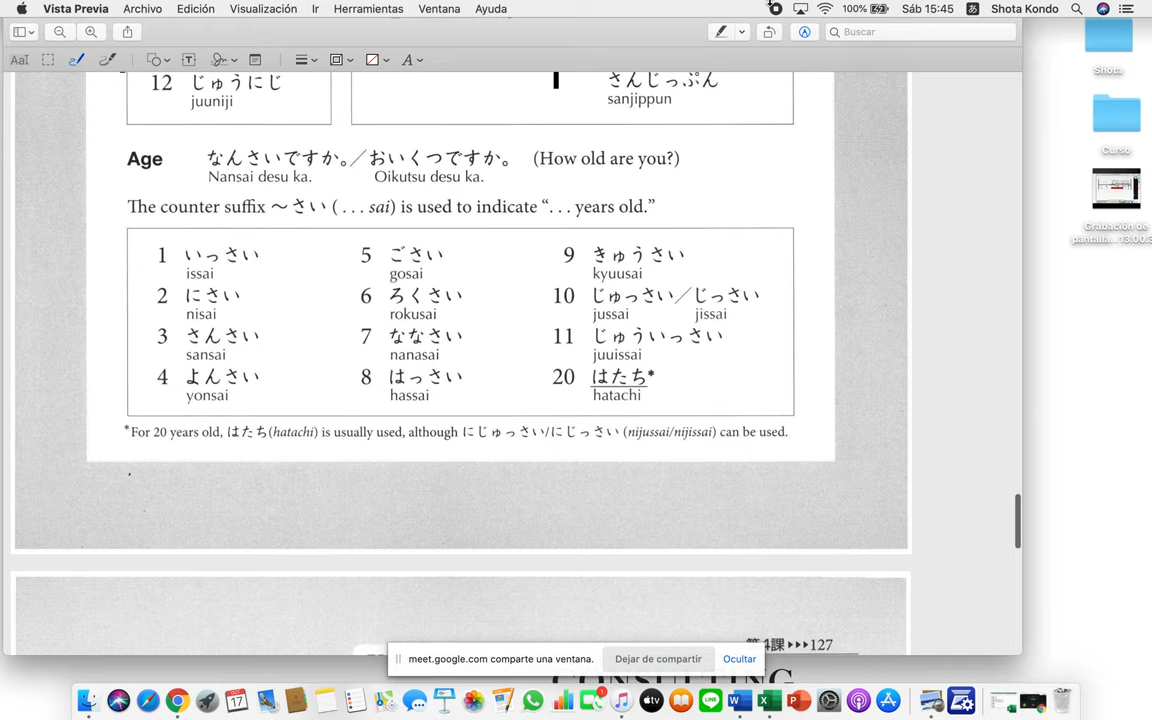 Vista Previa Archivo Edición Visualización Ir Herramientas Ventana Ayuda 100% Sáb 15:45 あ Shota Kondo
Buscar
AaI T A
Shota
Curso
Grabación de
pantalla...13.00.3
12 じゅうにじ
juuniji
さんじっぷん
sanjippun
Age なんさいですか。/おいくつですか。 (How old are you?)
Nansai desu ka. Oikutsu desu ka.
The counter suffix ~さい (...sai) is used to indicate “...years old.”
1 いっさい 5 ごさい 9 きゅうさい
issai gosai kyuusai
2 にさい 6 ろくさい 10 じゅっさい/じっさい
nisai rokusai jussai jissai
3 さんさい 7 ななさい 11 じゅういっさい
sansai nanasai juuissai
4 よんさい 8 はっさい 20 はたち*
yonsai hassai hatachi
*For 20 years old, はたち(hatachi) is usually used, although にじゅっさい/にじっさい (nijussai/nijissai) can be used.
第4課▸▸▸127
meet.google.com comparte una ventana. Dejar de compartir Ocultar
CONSULTING
OCT
17
1